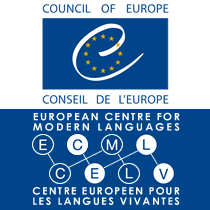 COUNCIL OF EUROPE
CONSEIL DE L'EUROPE
EUROPEAN CENTRE FOR
MODERN LANGUAGES
E C M L
C E L V
CENTRE EUROPEEN POUR
LES LANGUES VIVANTES